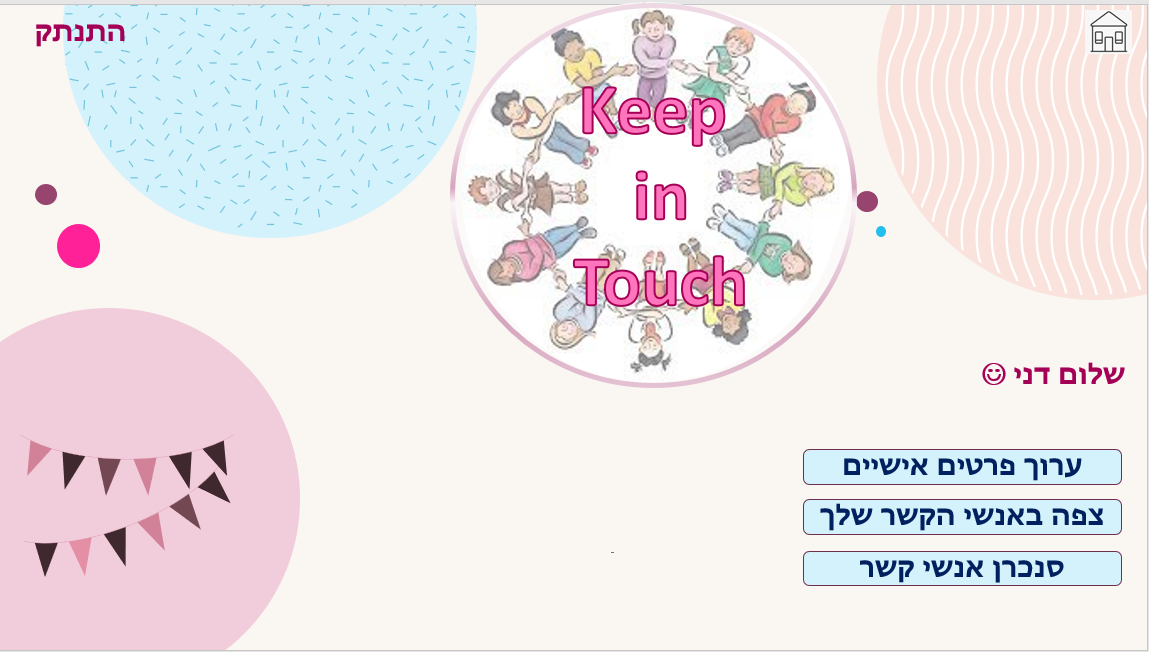 התנתק
Keep
in
Touch
שלום דני ☺
ערוך פרטים אישיים
צפה באנשי הקשר שלך
סנכרן אנשי קשר